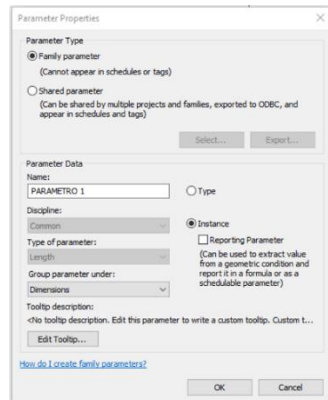 Parameter Properties
Parameter Type
Family parameter
(Cannot appear in schedules or tags)
Shared parameter
(Can be shared by multiple projects and families, exported to ODBC, and
appear in schedules and tags)
Select...
Export...
Parameter Data
Name:
PARAMETRO 1
Type
Discipline:
Common
Instance
Type of parameter:
Reporting Parameter
Length
(Can be used to extract value
from a geometric condition and
report it in a formula or as a
schedulable parameter)
Group parameter under:
Dimensions
Tooltip description:
<No tooltip description. Edit this parameter to write a custom tooltip. Custom t...
Edit Tooltip...
How do I create family parameters?
OK
Cancel